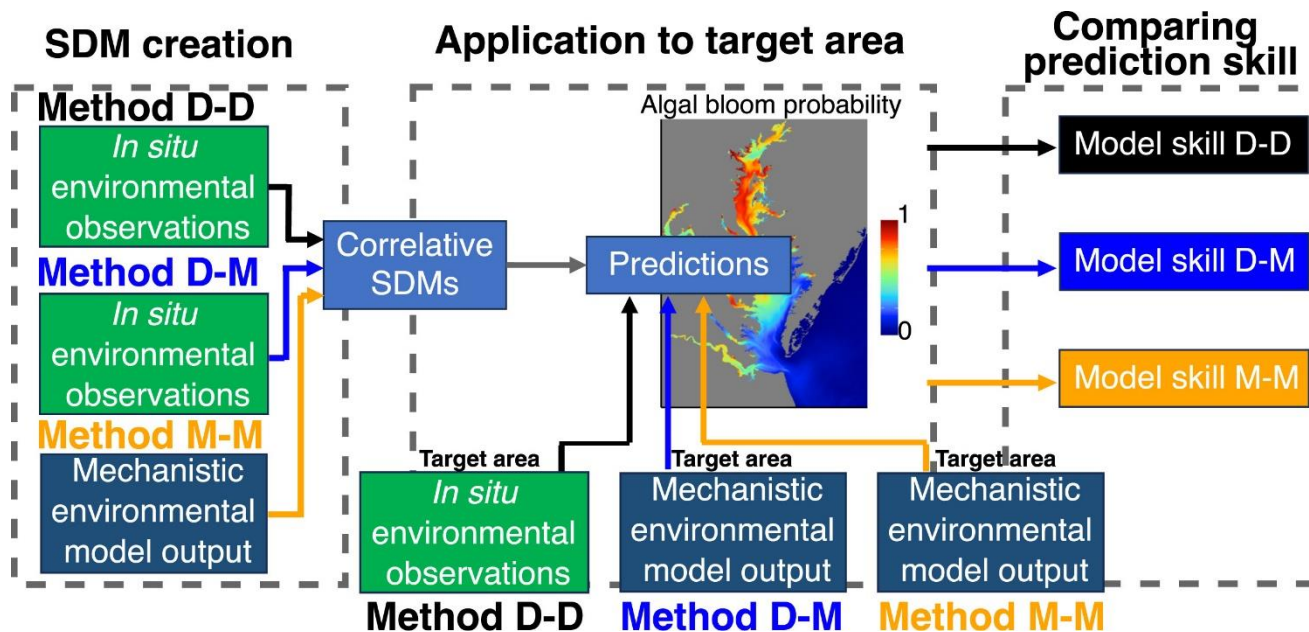 SDM creation
Method D-D
In situ
environmental
observations
Method D-M
In situ
environmental
observations
Method M-M
Mechanistic
environmental
model output
Correlative
SDMs
Application to target area
Algal bloom probability
1
0
Predictions
Target area
In situ
environmental
observations
Method D-D
Target area
Mechanistic
environmental
model output
Method D-M
Target area
Mechanistic
environmental
model output
Method M-M
Comparing
prediction skill
Model skill D-D
Model skill D-M
Model skill M-M